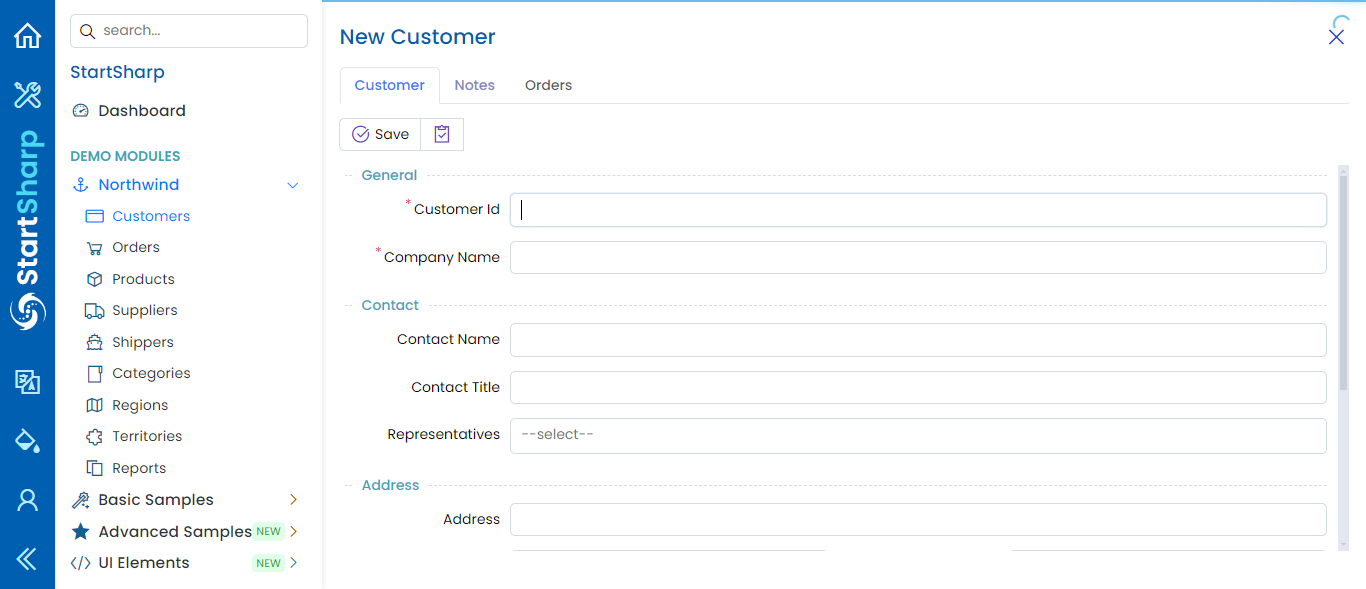 StartSharp
search...
StartSharp
Dashboard
DEMO MODULES
Northwind
Customers
Orders
Products
Suppliers
Shippers
Categories
Regions
Territories
Reports
Basic Samples
Advanced Samples NEW
UI Elements NEW
New Customer
Customer Notes Orders
Save
General
*Customer Id
*Company Name
Contact
Contact Name
Contact Title
Representatives --select--
Address
Address